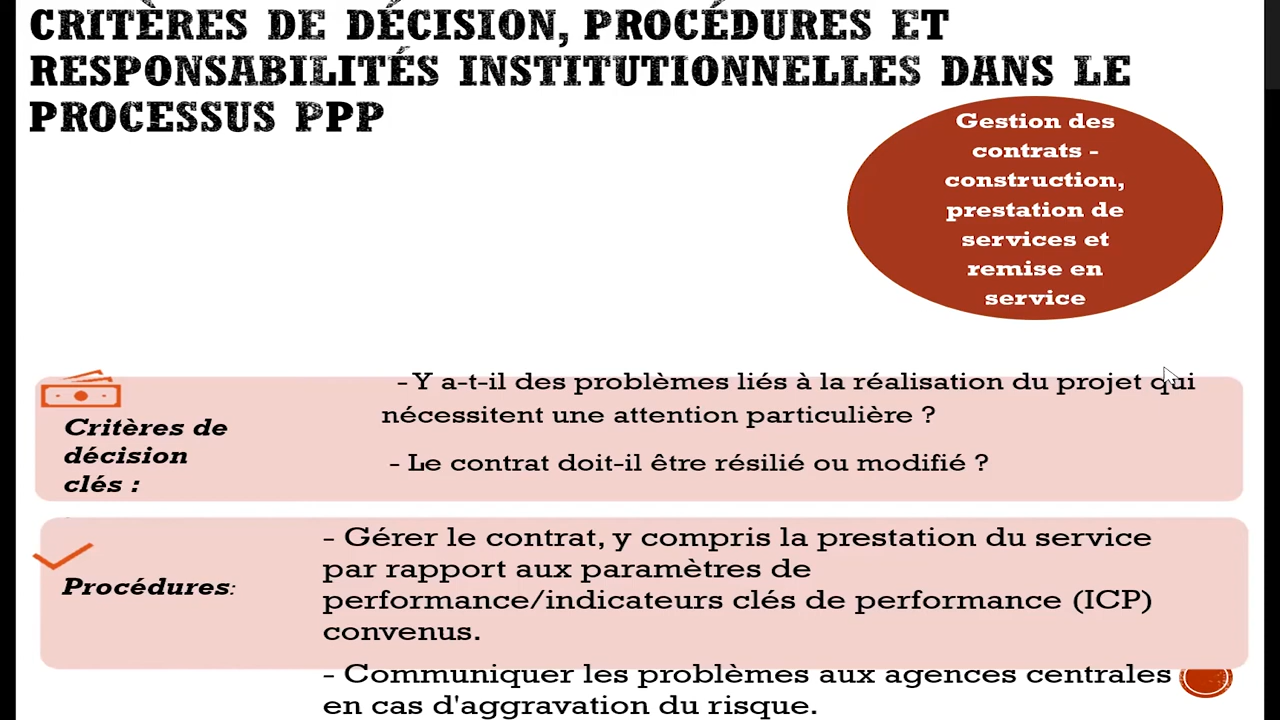 CRITÈRES DE DÉCISION, PROCÉDURES ET
RESPONSABILITÉS INSTITUTIONNELLES DANS LE
PROCESSUS PPP
Gestion des
contrats -
construction,
prestation de
services et
remise en
service
Critères de
décision
clés :
- Y a-t-il des problèmes liés à la réalisation du projet qui
nécessitent une attention particulière ?
- Le contrat doit-il être résilié ou modifié ?
Procédures:
- Gérer le contrat, y compris la prestation du service
par rapport aux paramètres de
performance/indicateurs clés de performance (ICP)
convenus.
- Communiquer les problèmes aux agences centrales
en cas d'aggravation du risque.